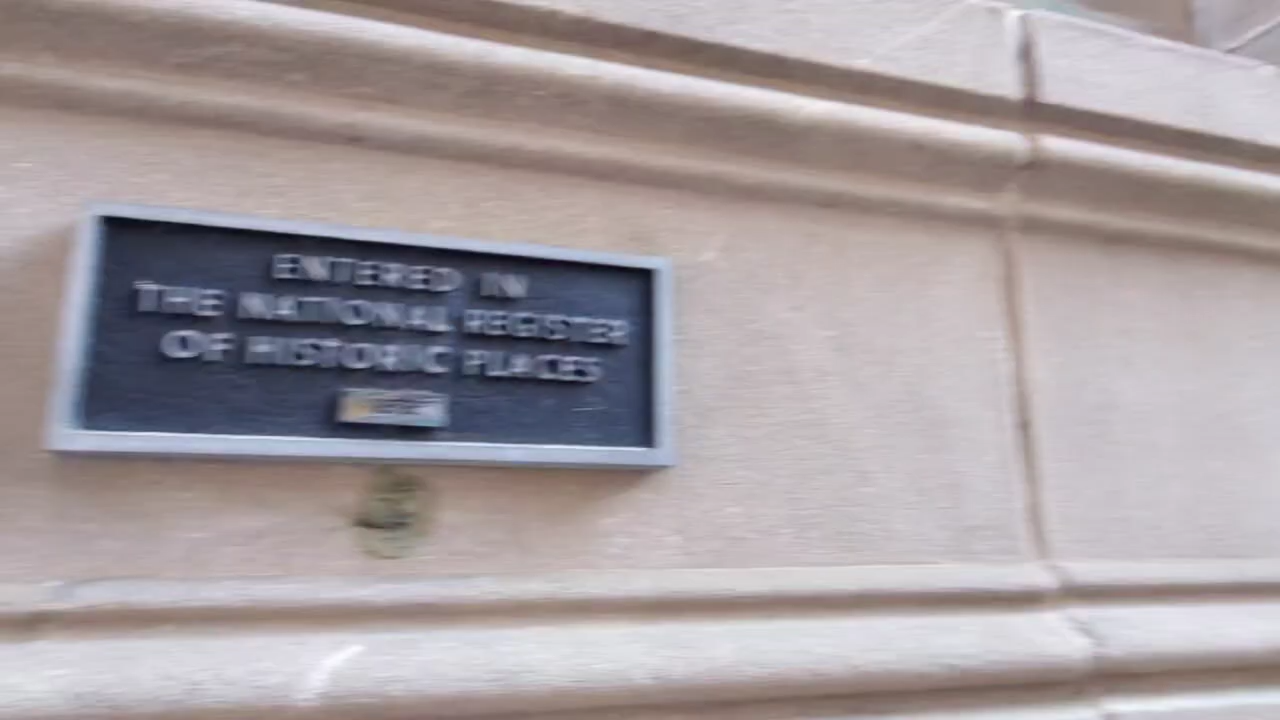 ENTERED IN
THE NATIONAL REGISTER
OF HISTORIC PLACES